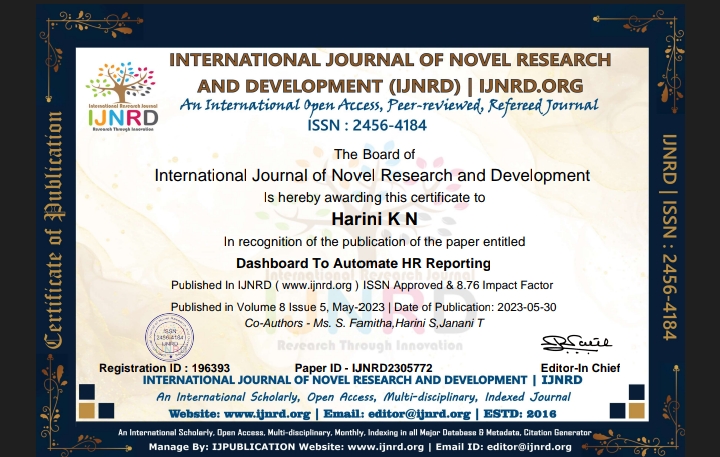 INTERNATIONAL JOURNAL OF NOVEL RESEARCH
AND DEVELOPMENT (IJNRD) | IJNRD.ORG
An International Open Access, Peer-reviewed, Refereed Journal
ISSN : 2456-4184
International Research Journal
IJNRD
Research Through Innovation
Certificate of Publication
IJNRD | ISSN : 2456-4184
The Board of
International Journal of Novel Research and Development
Is hereby awarding this certificate to
Harini K N
In recognition of the publication of the paper entitled
Dashboard To Automate HR Reporting
International Research Journal
IJNRD
Research Through Innovation
Published In IJNRD ( www.ijnrd.org ) ISSN Approved & 8.76 Impact Factor
Published in Volume 8 Issue 5, May-2023 | Date of Publication: 2023-05-30
Co-Authors - Ms. S. Famitha,Harini S,Janani T
ISSN
2456-4184
IJNRD
Registration ID : 196393 Paper ID - IJNRD2305772 Editor-In Chief
INTERNATIONAL JOURNAL OF NOVEL RESEARCH AND DEVELOPMENT | IJNRD
An International Scholarly, Open Access, Multi-disciplinary, Indexed Journal
Website: www.ijnrd.org | Email: editor@ijnrd.org | ESTD: 2016
An International Scholarly, Open Access, Multi-disciplinary, Monthly, Indexing in all Major Database & Metadata, Citation Generator
Manage By: IJPUBLICATION Website: www.ijnrd.org | Email ID: editor@ijnrd.org